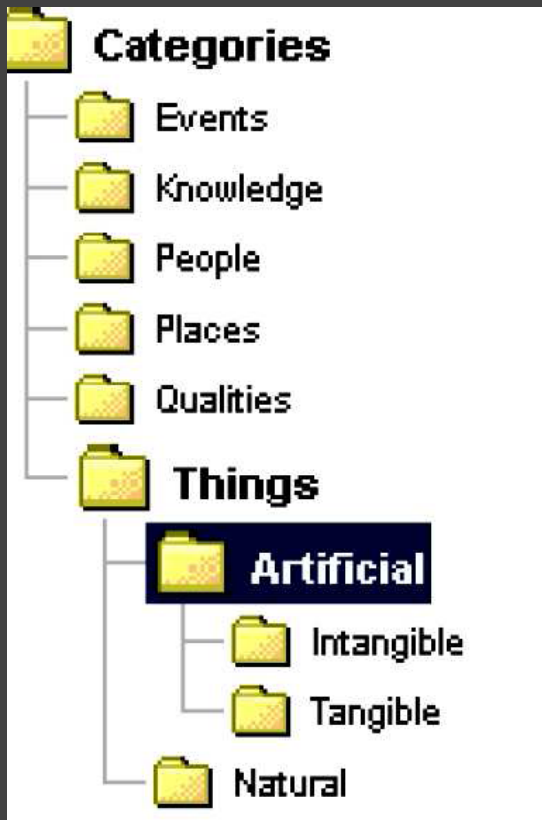 Categories
Events
Knowledge
People
Places
Qualities
Things
Artificial
Intangible
Tangible
Natural